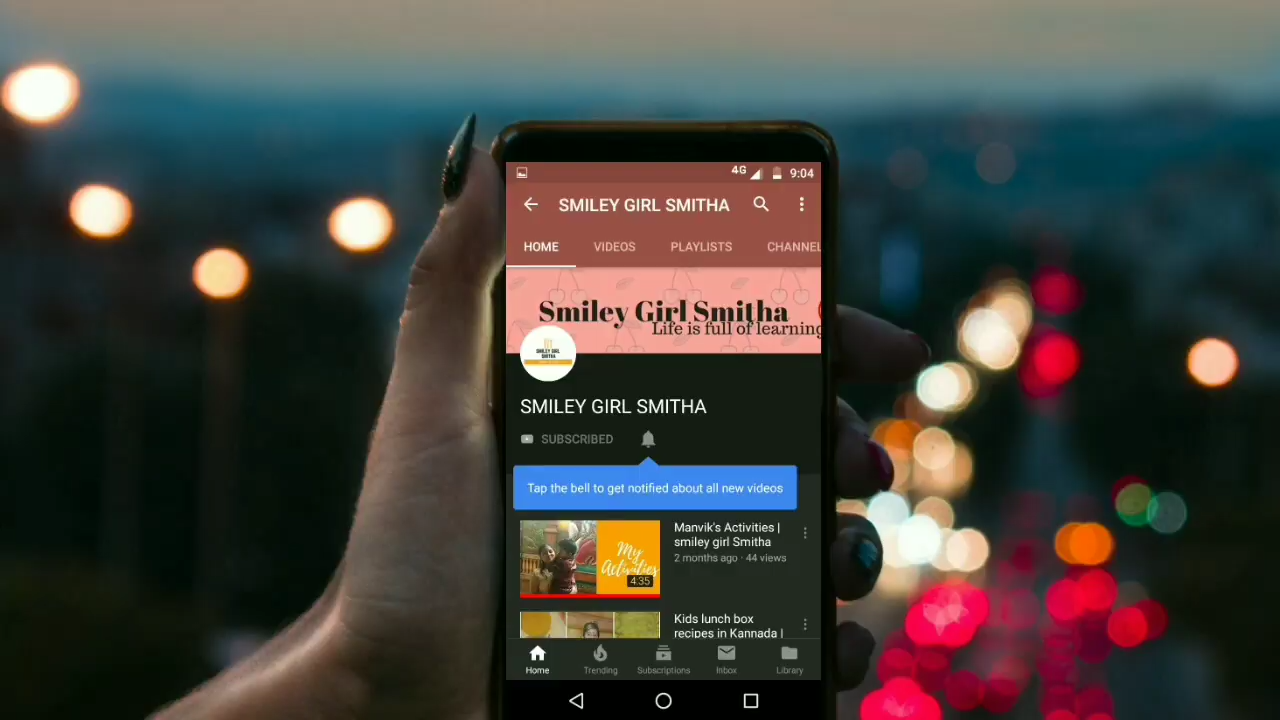 4G 9:04
SMILEY GIRL SMITHA
HOME VIDEOS PLAYLISTS CHANNEL
Smiley Girl Smitha
Life is full of learning
SMILEY GIRL
SMITHA
SMILEY GIRL SMITHA
SUBSCRIBED
Tap the bell to get notified about all new videos
My
Activities
4:35
Manvik's Activities |
smiley girl Smitha
2 months ago · 44 views
Kids lunch box
recipes in Kannada |
Home Trending Subscriptions Inbox Library